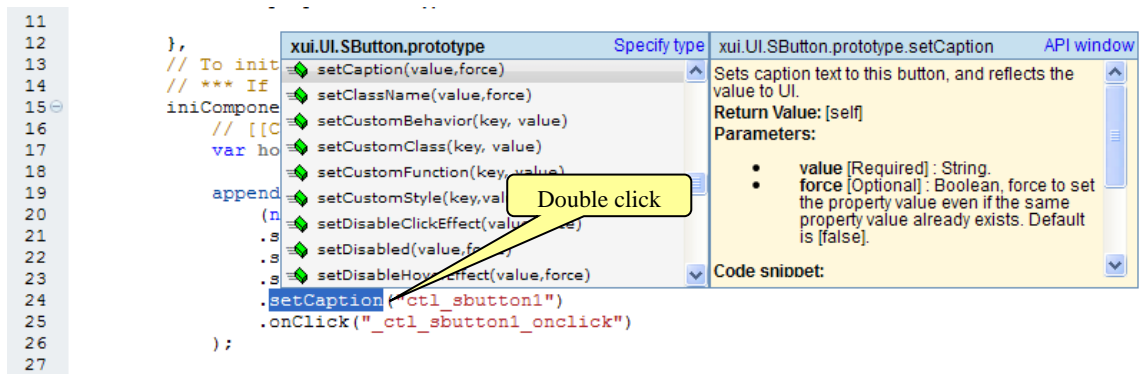 11
12 },
13 // To init
14 // *** If
15 iniCompone
16 // [[C
17 var ho
18
19 append
20 (n
21 .s
22 .s
23 .s
24 .setCaption("ctl_sbutton1")
25 .onClick("_ctl_sbutton1_onclick")
26 );
27
xui.UI.SButton.prototype Specify type
setCaption(value,force)
setClassName(value,force)
setCustomBehavior(key, value)
setCustomClass(key, value)
setCustomFunction(key, value)
setCustomStyle(key,val
setDisableClickEffect(value,force)
setDisabled(value,force)
setDisableHoverEffect(value,force)
Double click
xui.UI.SButton.prototype.setCaption API window
Sets caption text to this button, and reflects the
value to UI.
Return Value: [self]
Parameters:
• value [Required] : String.
• force [Optional] : Boolean, force to set
the property value even if the same
property value already exists. Default
is [false].
Code snippet: